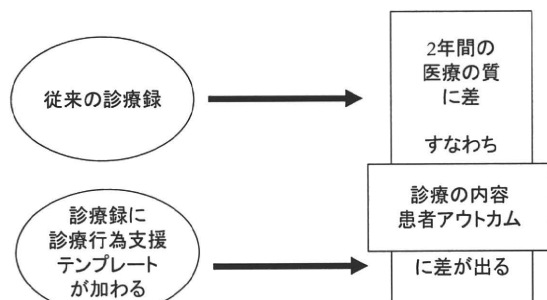 従来の診療録
2年間の
医療の質
に差
すなわち
診療の内容
患者アウトカム
に差が出る
診療録に
診療行為支援
テンプレート
が加わる